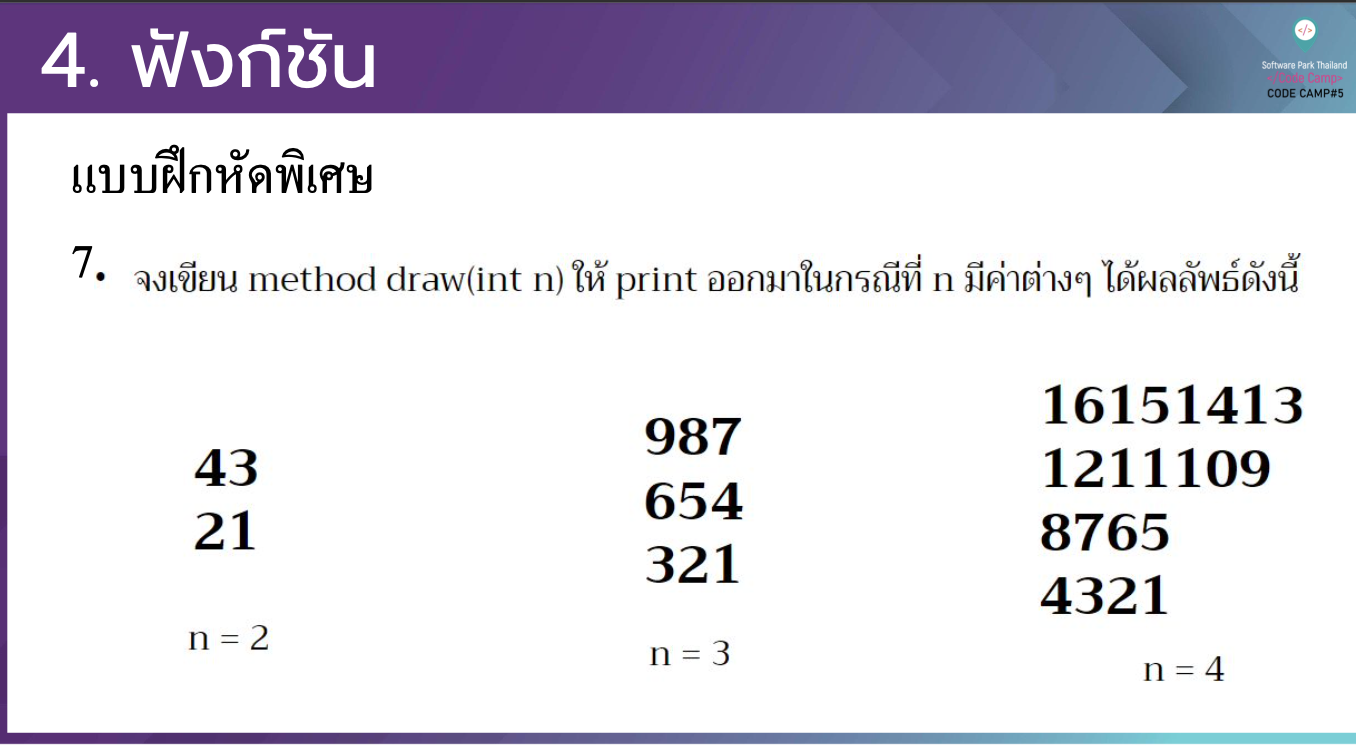 4. ฟังก์ชัน
Software Park Thailand
</Code Camp>
CODE CAMP#5
แบบฝึกหัดพิเศษ
7. จงเขียน method draw(int n) ให้ print ออกมาในกรณีที่ n มีค่าต่างๆ ได้ผลลัพธ์ดังนี้
43
21
n = 2
987
654
321
n = 3
16151413
1211109
8765
4321
n = 4